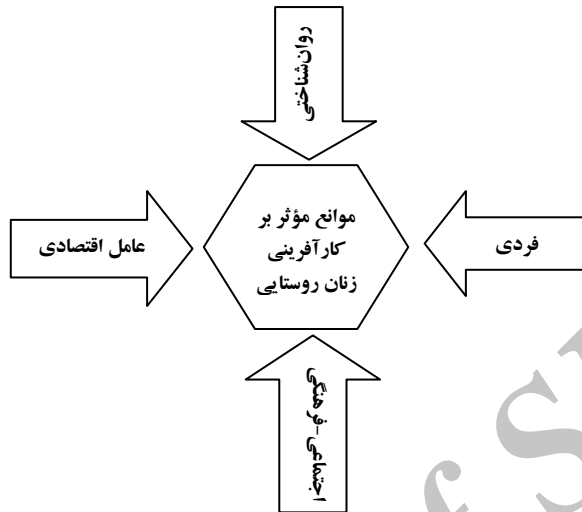 روان‌شناختی
موانع مؤثر بر
کارآفرینی
زنان روستایی
فردی
عامل اقتصادی
اجتماعی-فرهنگی
f S